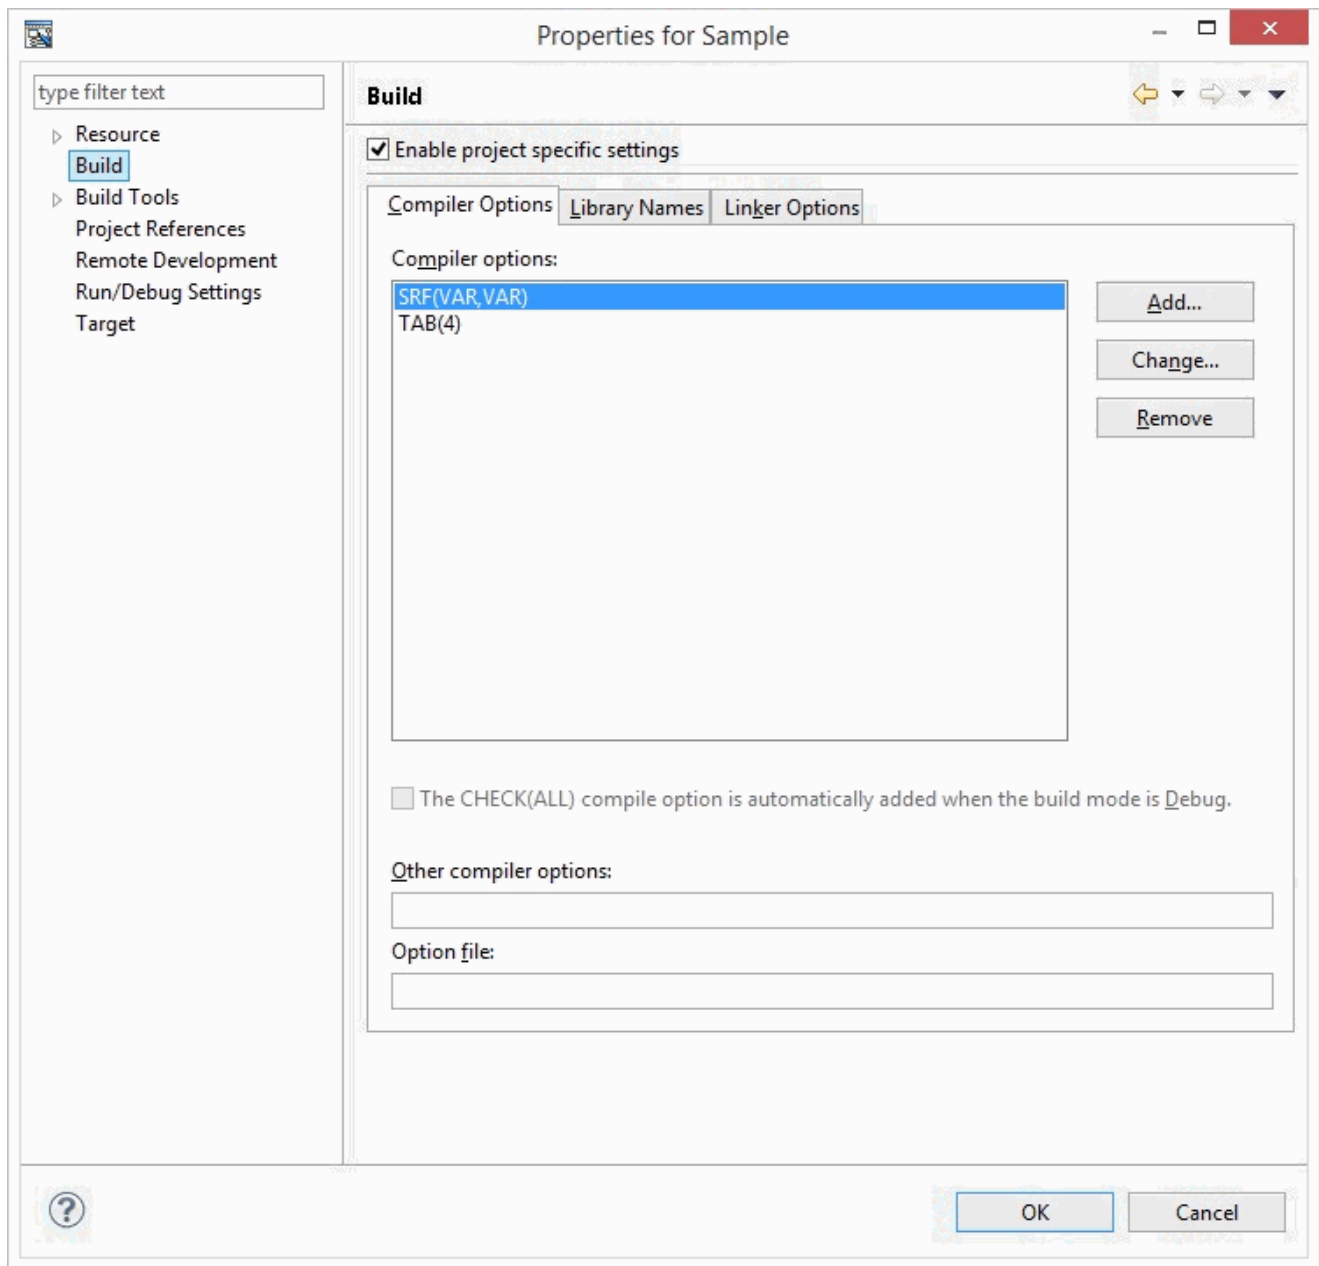 Properties for Sample
type filter text
Resource
Build
Build Tools
Project References
Remote Development
Run/Debug Settings
Target
Build
Enable project specific settings
Compiler Options Library Names Linker Options
Compiler options:
SRF(VAR,VAR)
TAB(4)
Add...
Change...
Remove
The CHECK(ALL) compile option is automatically added when the build mode is Debug.
Other compiler options:
Option file:
?
OK Cancel